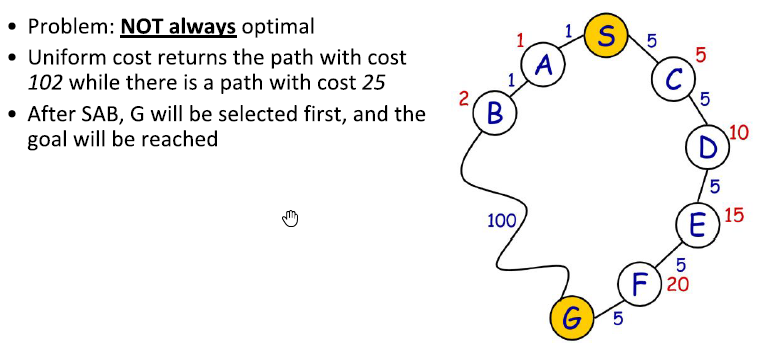 • Problem: NOT always optimal
• Uniform cost returns the path with cost
102 while there is a path with cost 25
• After SAB, G will be selected first, and the
goal will be reached
1 1 S 5 5
A C
1 5
2 B 10
D
5
100 E 15
5
F 20
G 5